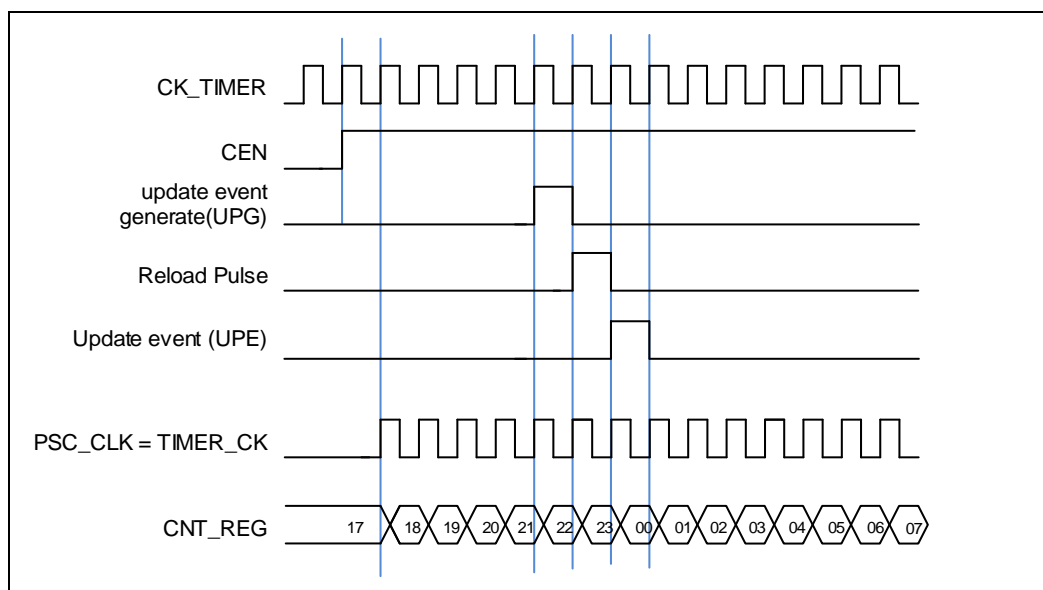 CK_TIMER
CEN
update event
generate(UPG)
Reload Pulse
Update event (UPE)
PSC_CLK = TIMER_CK
CNT_REG 17 18 19 20 21 22 23 00 01 02 03 04 05 06 07